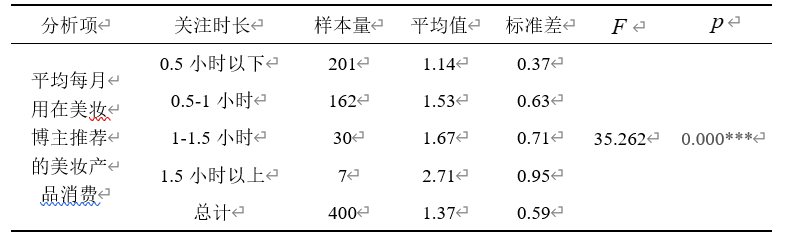 分析项 关注时长 样本量 平均值 标准差 F p
平均每月用在美妆博主推荐的美妆产品消费
0.5 小时以下 201 1.14 0.37
0.5-1 小时 162 1.53 0.63
1-1.5 小时 30 1.67 0.71 35.262 0.000***
1.5 小时以上 7 2.71 0.95
总计 400 1.37 0.59